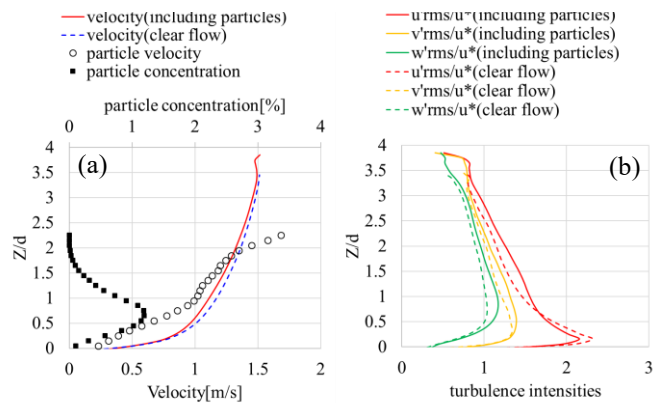 velocity(including particles)
velocity(clear flow)
particle velocity
particle concentration
particle concentration[%]
0 1 2 3 4
(a)
4
3.5
3
2.5
2
1.5
1
0.5
0
Z/d
0 0.5 1 1.5 2
Velocity[m/s]
u'rms/u*(including particles)
v'rms/u*(including particles)
w'rms/u*(including particles)
u'rms/u*(clear flow)
v'rms/u*(clear flow)
w'rms/u*(clear flow)
(b)
4
3.5
3
2.5
2
1.5
1
0.5
0
Z/d
0 1 2 3
turbulence intensities